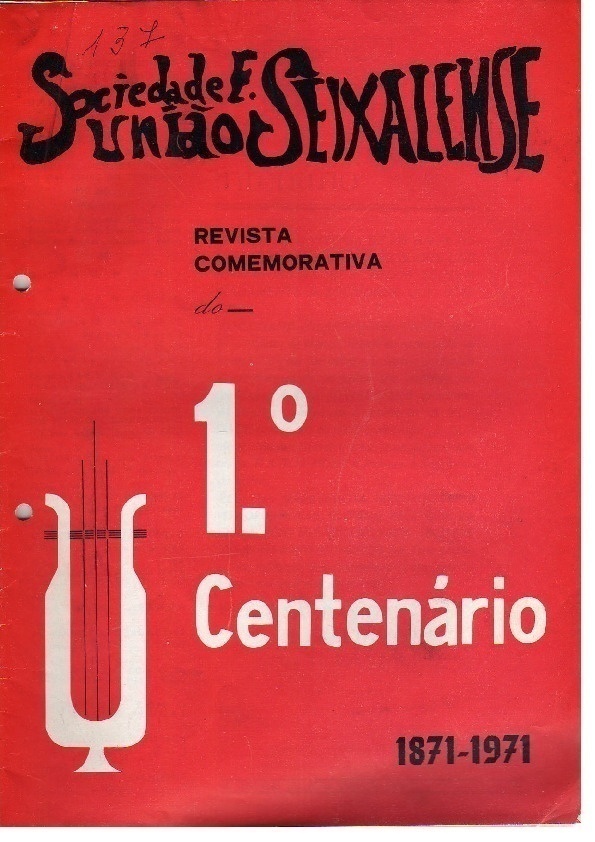 137
Sociedade F.
União SEIXALENSE
REVISTA
COMEMORATIVA
do —
1.º
Centenário
1871-1971